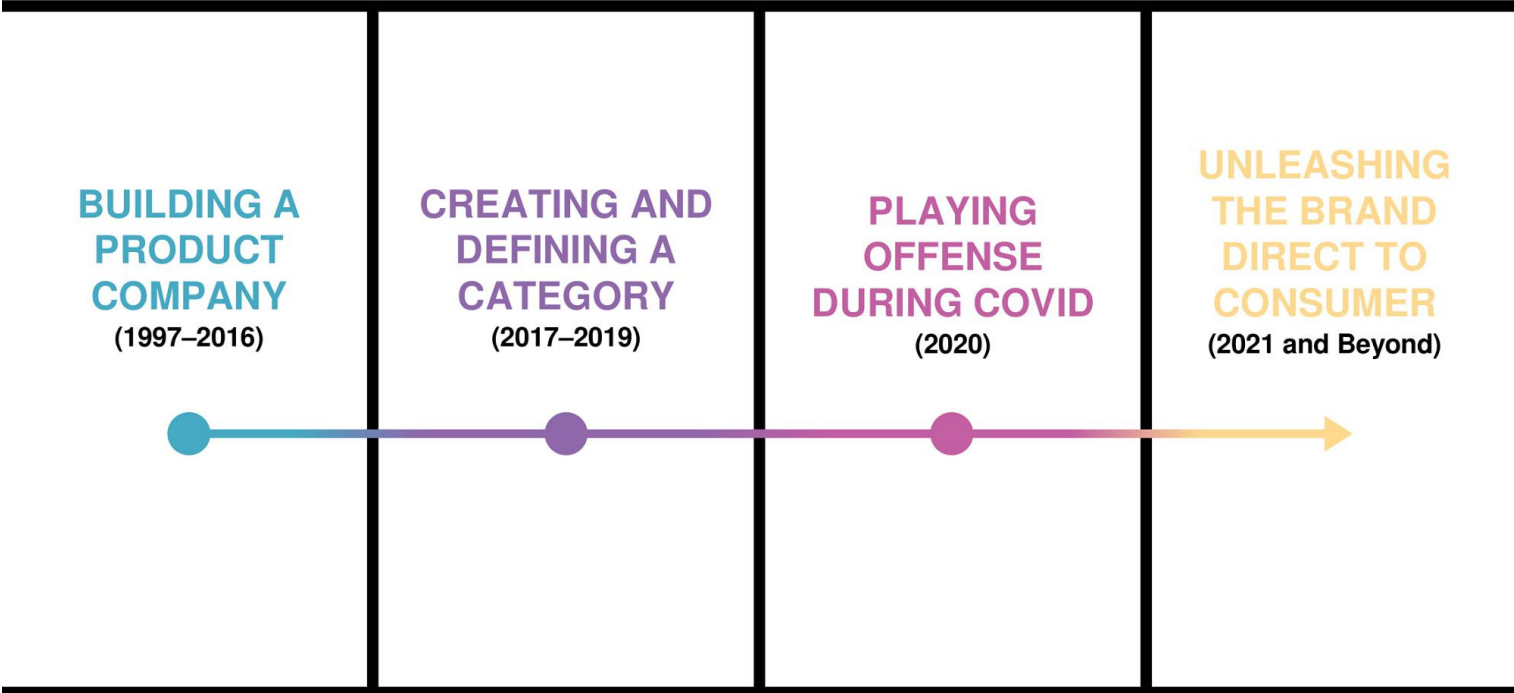 BUILDING A
PRODUCT
COMPANY
(1997–2016)
CREATING AND
DEFINING A
CATEGORY
(2017–2019)
PLAYING
OFFENSE
DURING COVID
(2020)
UNLEASHING
THE BRAND
DIRECT TO
CONSUMER
(2021 and Beyond)